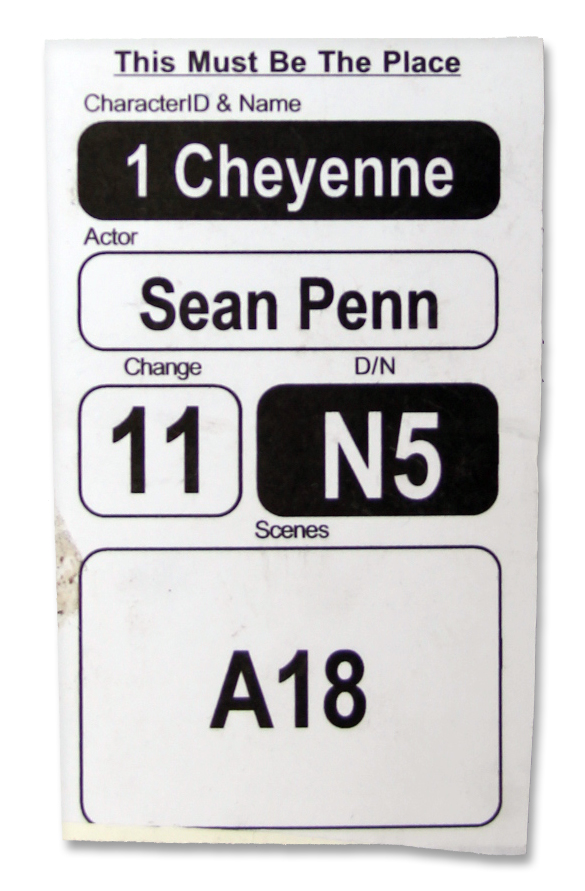 This Must Be The Place
CharacterID & Name
1 Cheyenne
Actor
Sean Penn
Change D/N
11 N5
Scenes
A18